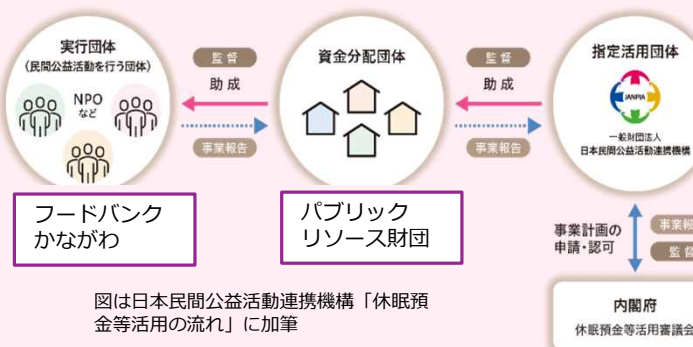 実行団体
(民間公益活動を行う団体)
NPO
など
監督
助成
事業報告
資金分配団体
監督
助成
事業報告
指定活用団体
JANPIA
一般財団法人
日本民間公益活動連携機構
フードバンク
かながわ
パブリック
リソース財団
事業計画の
申請・認可
事業報
監督
内閣府
休眠預金等活用審議会
図は日本民間公益活動連携機構「休眠預
金等活用の流れ」に加筆